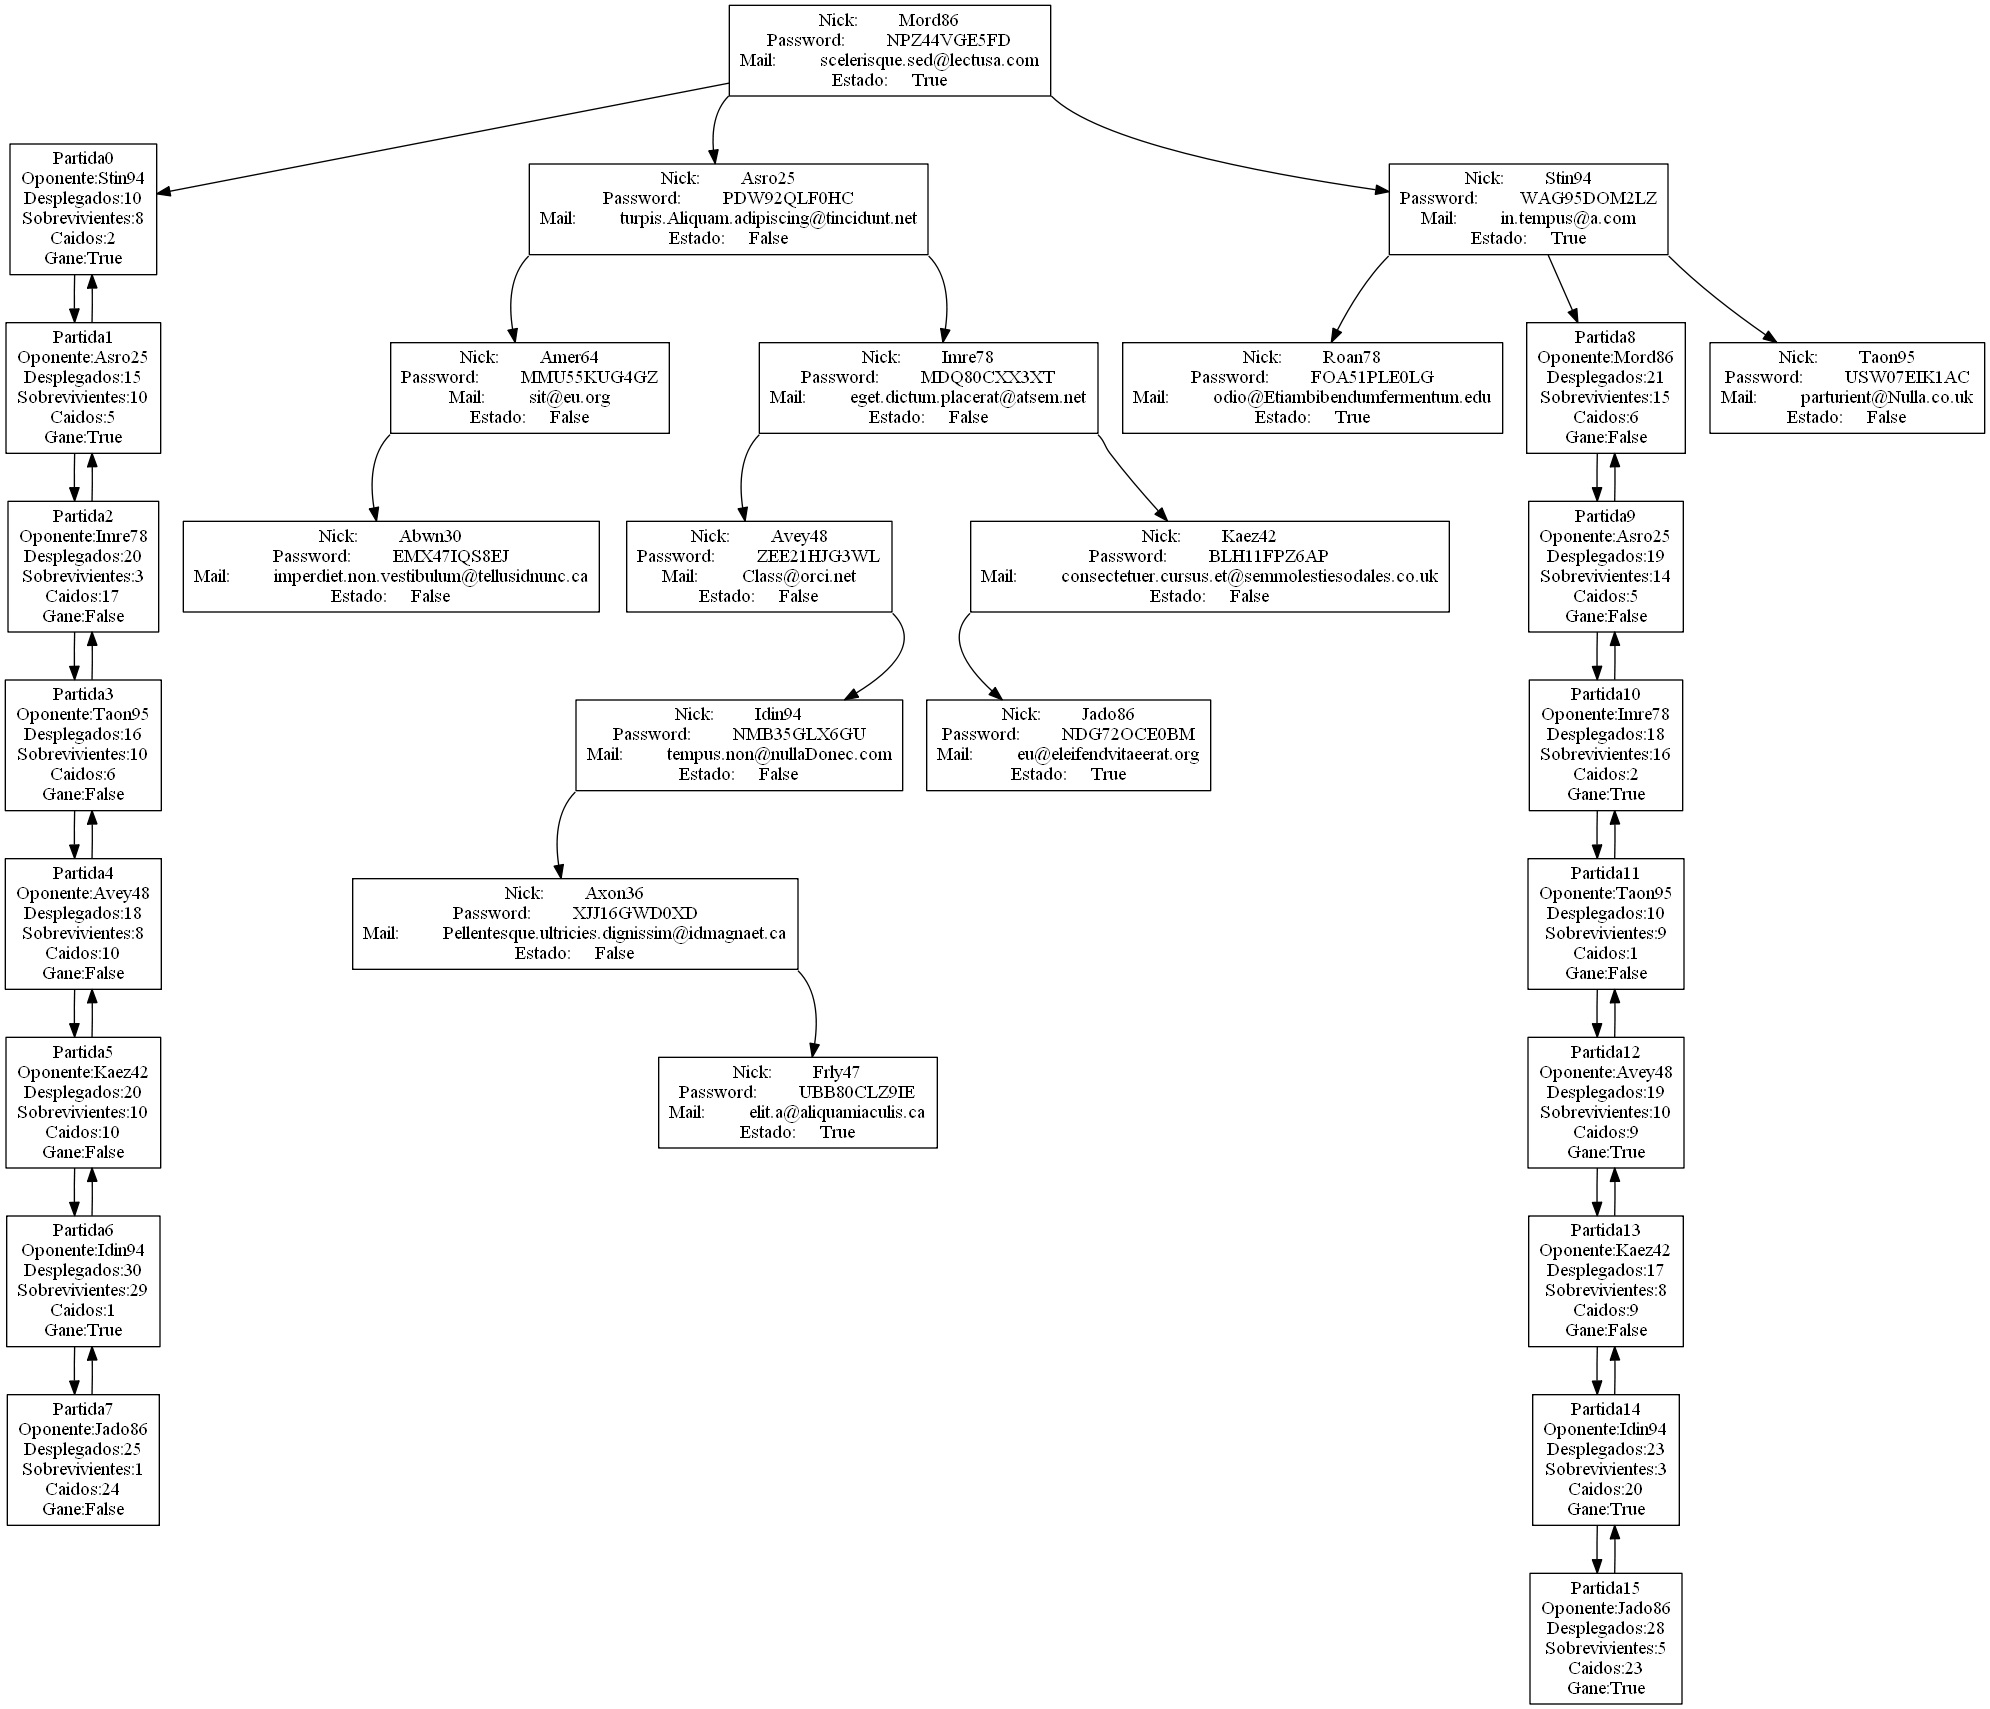 Nick: Mord86
Password: NPZ44VGE5FD
Mail: scelerisque.sed@lectusa.com
Estado: True
Partida0
Oponente:Stin94
Desplegados:10
Sobrevivientes:8
Caidos:2
Gane:True
Nick: Asro25
Password: PDW92QLF0HC
Mail: turpis.Aliquam.adipiscing@tincidunt.net
Estado: False
Nick: Stin94
Password: WAG95DOM2LZ
Mail: in.tempus@a.com
Estado: True
Partida1
Oponente:Asro25
Desplegados:15
Sobrevivientes:10
Caidos:5
Gane:True
Nick: Amer64
Password: MMU55KUG4GZ
Mail: sit@eu.org
Estado: False
Nick: Imre78
Password: MDQ80CXX3XT
Mail: eget.dictum.placerat@atsem.net
Estado: False
Nick: Roan78
Password: FOA51PLE0LG
Mail: odio@Etiambibendumfermentum.edu
Estado: True
Partida8
Oponente:Mord86
Desplegados:21
Sobrevivientes:15
Caidos:6
Gane:False
Nick: Taon95
Password: USW07EIK1AC
Mail: parturient@Nulla.co.uk
Estado: False
Partida2
Oponente:Imre78
Desplegados:20
Sobrevivientes:3
Caidos:17
Gane:False
Nick: Abwn30
Password: EMX47IQS8EJ
Mail: imperdiet.non.vestibulum@tellusidnunc.ca
Estado: False
Nick: Avey48
Password: ZEE21HJG3WL
Mail: Class@orci.net
Estado: False
Nick: Kaez42
Password: BLH11FPZ6AP
Mail: consectetuer.cursus.et@semmolestiesodales.co.uk
Estado: False
Partida9
Oponente:Asro25
Desplegados:19
Sobrevivientes:14
Caidos:5
Gane:False
Partida3
Oponente:Taon95
Desplegados:16
Sobrevivientes:10
Caidos:6
Gane:False
Nick: Idin94
Password: NMB35GLX6GU
Mail: tempus.non@nullaDonec.com
Estado: False
Nick: Jado86
Password: NDG72OCE0BM
Mail: eu@eleifendvitaeerat.org
Estado: True
Partida10
Oponente:Imre78
Desplegados:18
Sobrevivientes:16
Caidos:2
Gane:True
Partida4
Oponente:Avey48
Desplegados:18
Sobrevivientes:8
Caidos:10
Gane:False
Nick: Axon36
Password: XJJ16GWD0XD
Mail: Pellentesque.ultricies.dignissim@idmagnaet.ca
Estado: False
Partida11
Oponente:Taon95
Desplegados:10
Sobrevivientes:9
Caidos:1
Gane:False
Partida5
Oponente:Kaez42
Desplegados:20
Sobrevivientes:10
Caidos:10
Gane:False
Nick: Frly47
Password: UBB80CLZ9IE
Mail: elit.a@aliquamiaculis.ca
Estado: True
Partida12
Oponente:Avey48
Desplegados:19
Sobrevivientes:10
Caidos:9
Gane:True
Partida6
Oponente:Idin94
Desplegados:30
Sobrevivientes:29
Caidos:1
Gane:True
Partida13
Oponente:Kaez42
Desplegados:17
Sobrevivientes:8
Caidos:9
Gane:False
Partida7
Oponente:Jado86
Desplegados:25
Sobrevivientes:1
Caidos:24
Gane:False
Partida14
Oponente:Idin94
Desplegados:23
Sobrevivientes:3
Caidos:20
Gane:True
Partida15
Oponente:Jado86
Desplegados:28
Sobrevivientes:5
Caidos:23
Gane:True